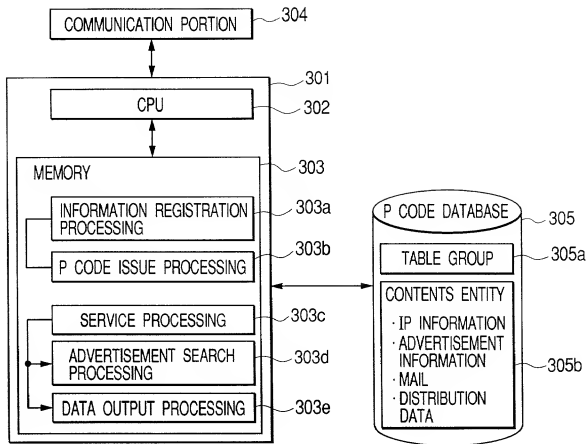 COMMUNICATION PORTION
304
301
CPU
302
MEMORY
303
INFORMATION REGISTRATION
PROCESSING
303a
P CODE ISSUE PROCESSING
303b
SERVICE PROCESSING
303c
ADVERTISEMENT SEARCH
PROCESSING
303d
DATA OUTPUT PROCESSING
303e
P CODE DATABASE
305
TABLE GROUP
305a
CONTENTS ENTITY
· IP INFORMATION
· ADVERTISEMENT
INFORMATION
· MAIL
· DISTRIBUTION
DATA
305b